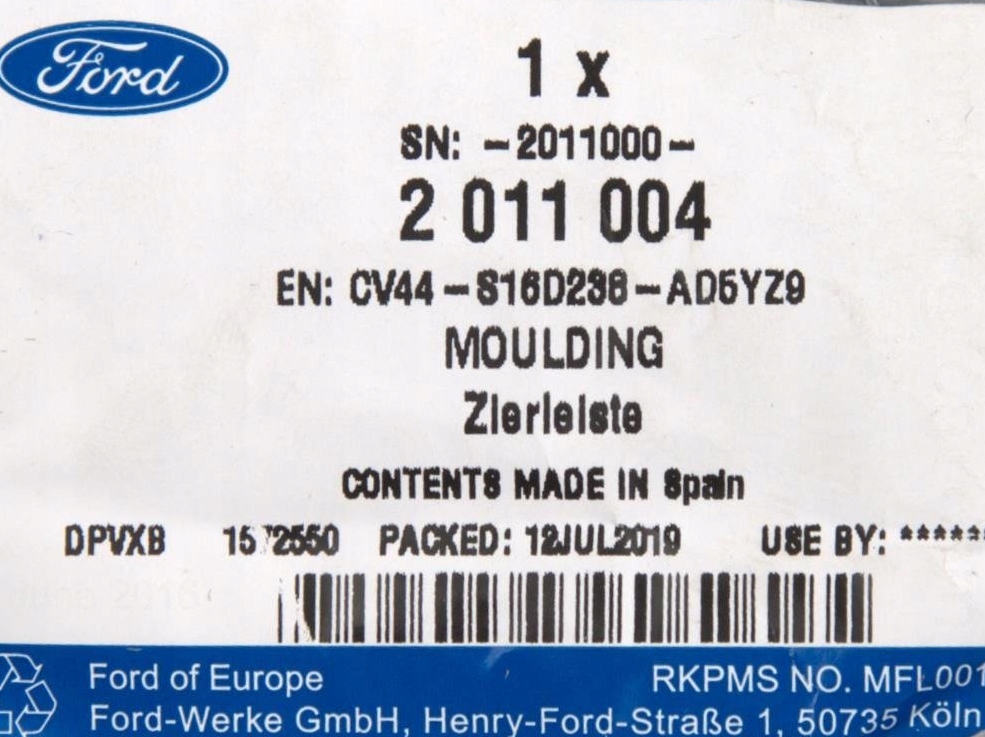 Ford
1 x
SN: -2011000-
2 011 004
EN: CV44-S16D236-AD5YZ9
MOULDING
Zierleiste
CONTENTS MADE IN Spain
DPVXB PACKED: 12JUL2019 USE BY: ******
Ford of Europe RKPMS NO. MFL001
Ford-Werke GmbH, Henry-Ford-Straße 1, 50735 Köln